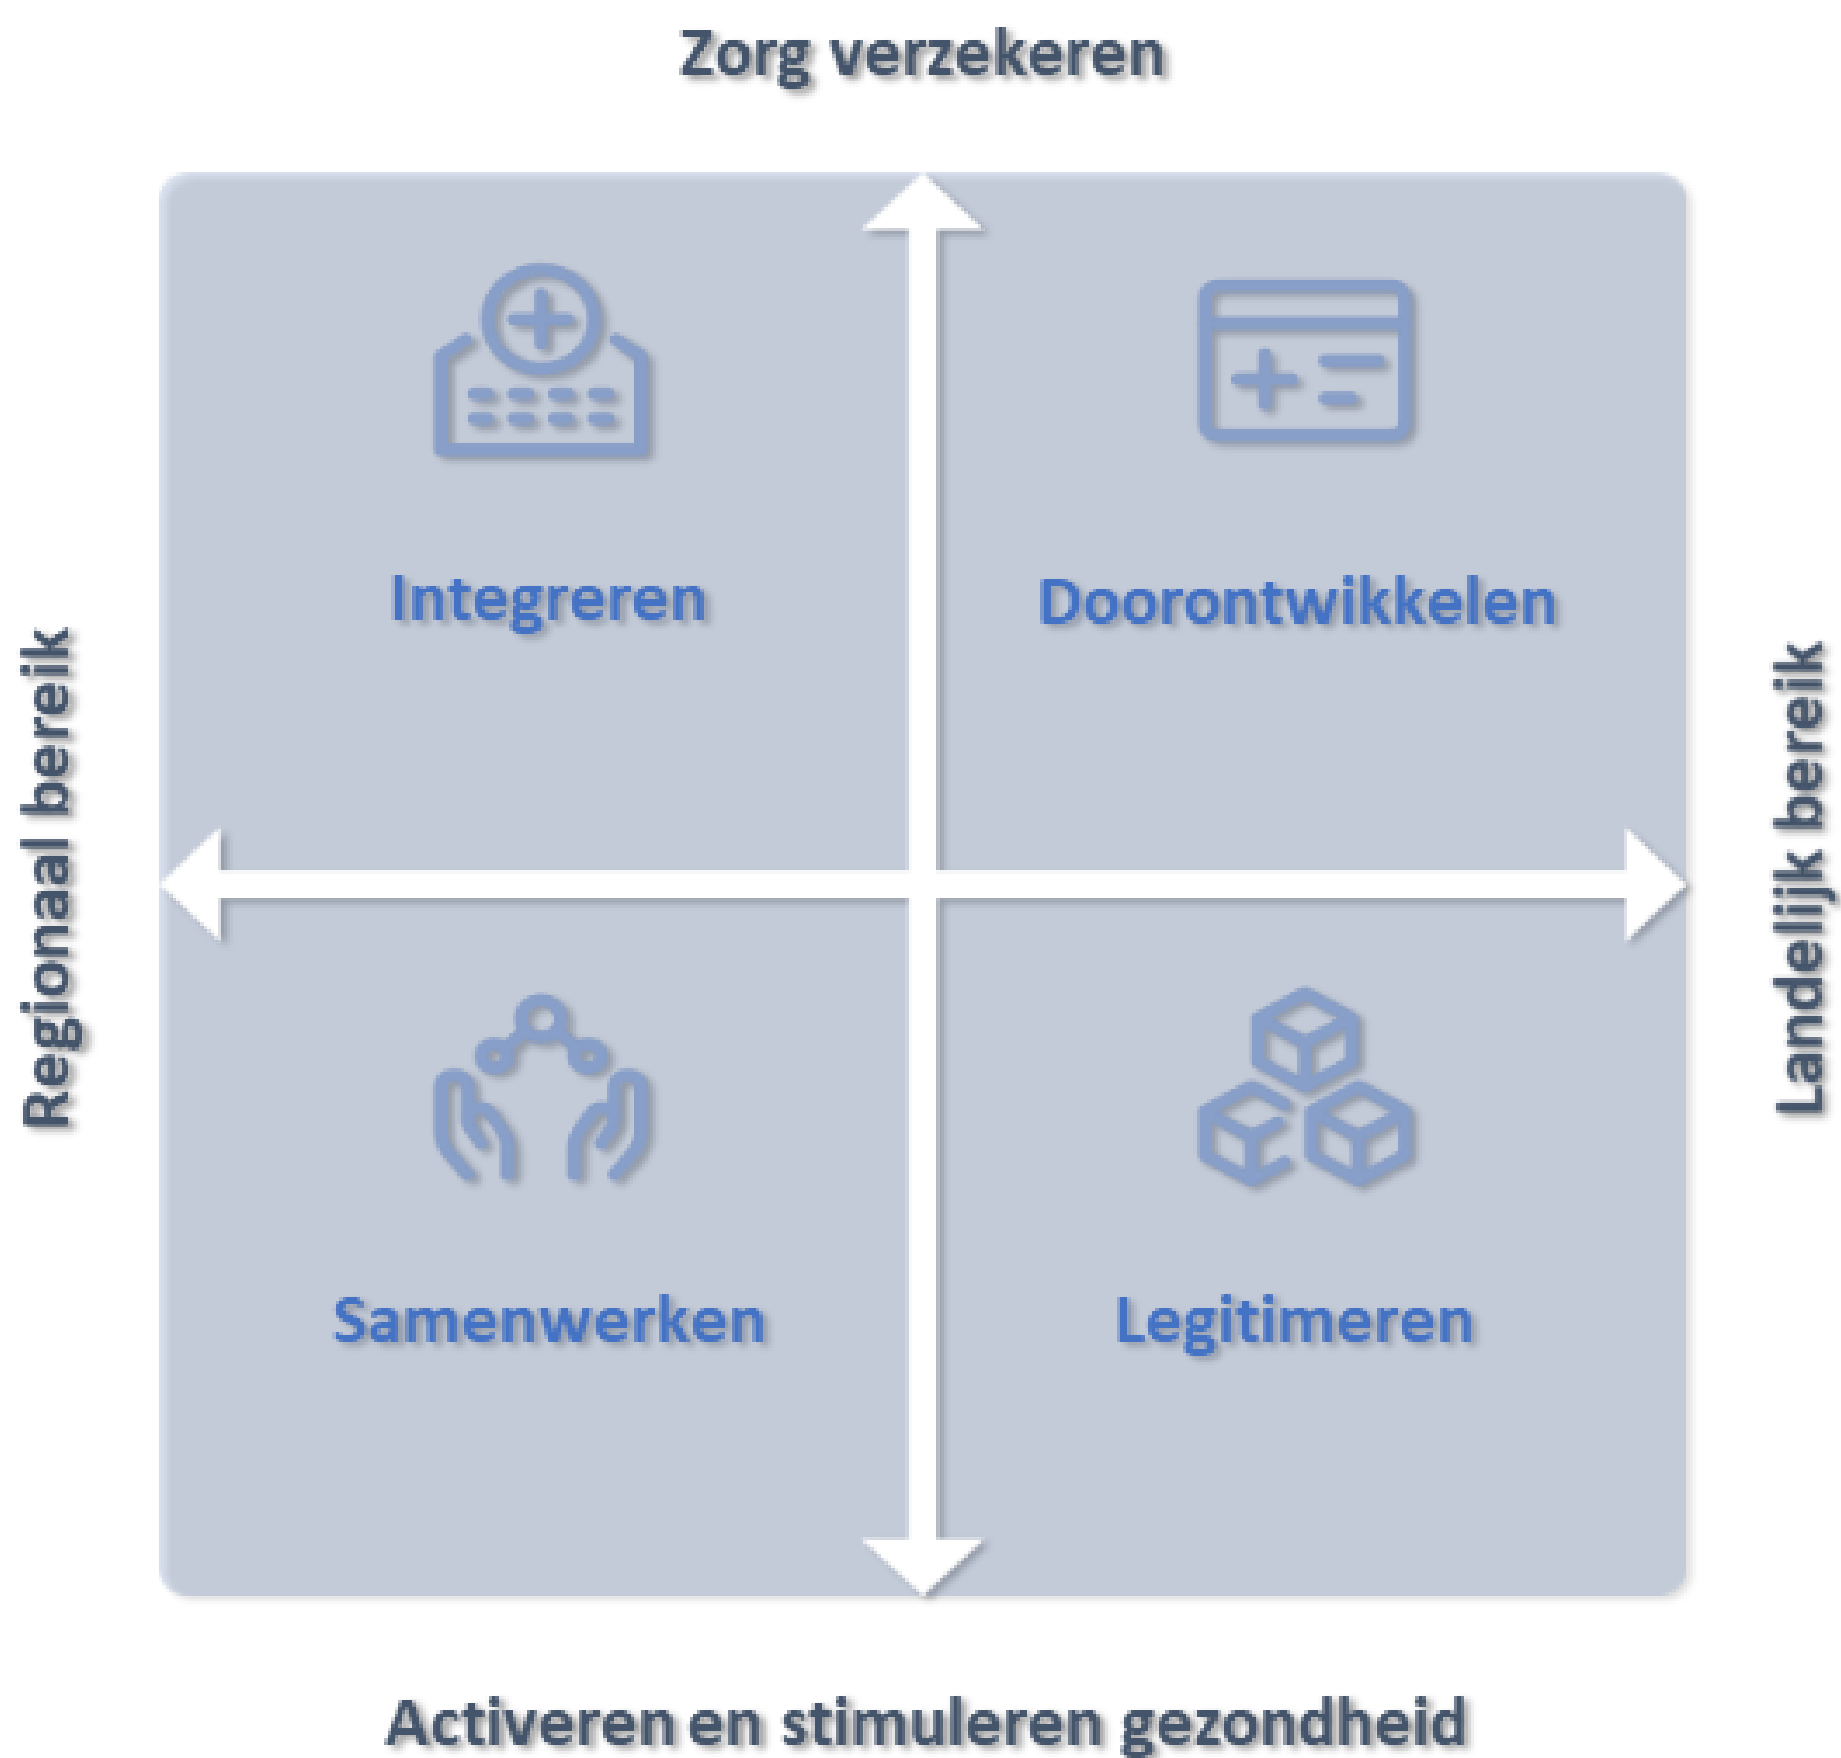 Zorg verzekeren
Integreren
Doorontwikkelen
Regionaal bereik
Landelijk bereik
Samenwerken
Legitimeren
Activeren en stimuleren gezondheid